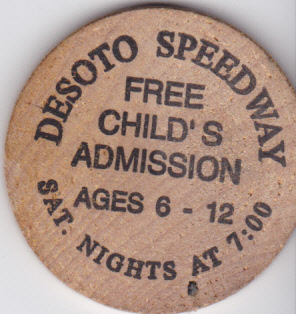 DESOTO SPEEDWAY
FREE
CHILD'S
ADMISSION
AGES 6 - 12
SAT. NIGHTS AT 7:00